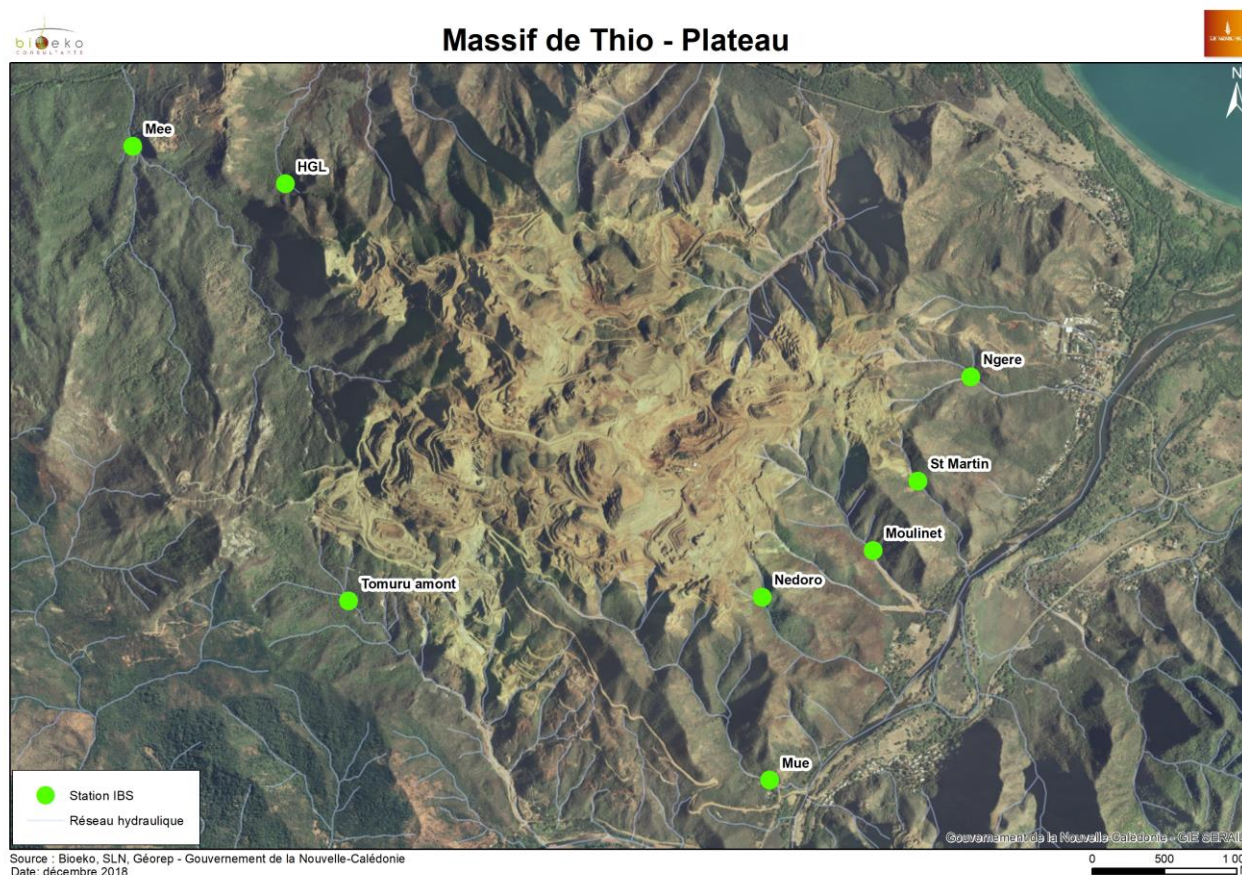 bioeko
CONSULTANTS
Massif de Thio - Plateau
N
Mee
HGL
Ngere
St Martin
Moulinet
Nedoro
Tomuru amont
Mue
Station IBS
Réseau hydraulique
Gouvernement de la Nouvelle-Calédonie - GIE SERAIL
Source : Bioeko, SLN, Géorep - Gouvernement de la Nouvelle-Calédonie
0 500 1 00
Date: décembre 2018